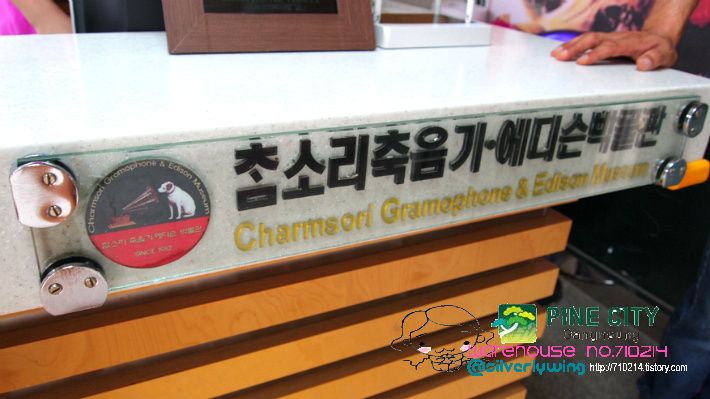 참소리축음기·에디슨박물관
Charmsori Gramophone & Edison Museum
Charmsori Gramophone & Edison Museum
참소리 축음기 에디슨 박물관
SINCE 1982
PINE CITY
Gangneung
warehouse no.710214
@silverlywing http://710214.tistory.com